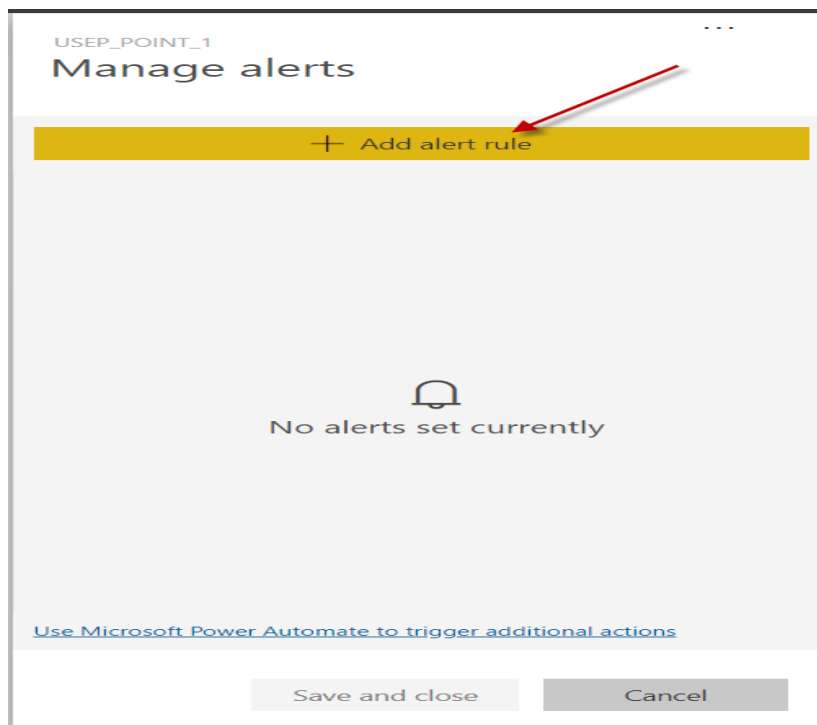 USEP_POINT_1
...
Manage alerts
+ Add alert rule
No alerts set currently
Use Microsoft Power Automate to trigger additional actions
Save and close
Cancel